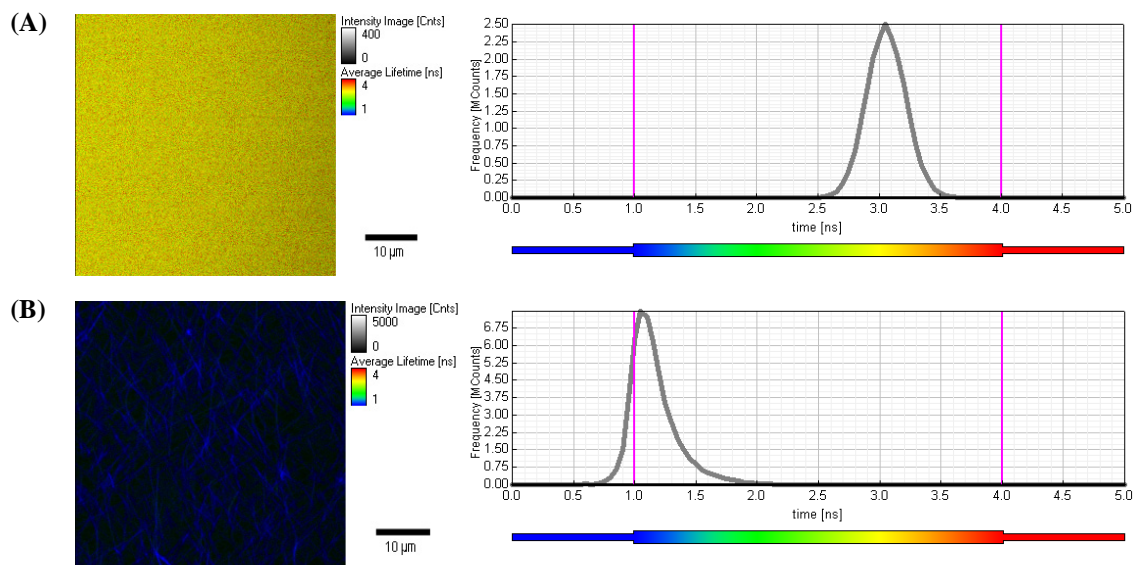 (A)
Intensity Image [Cnts]
400
0
Average Lifetime [ns]
4
1
10 µm
Frequency [M Counts]
2.50
2.25
2.00
1.75
1.50
1.25
1.00
0.75
0.50
0.25
0.00
0.0 0.5 1.0 1.5 2.0 2.5 3.0 3.5 4.0 4.5 5.0
time [ns]
(B)
Intensity Image [Cnts]
5000
0
Average Lifetime [ns]
4
1
10 µm
Frequency [M Counts]
6.75
6.00
5.25
4.50
3.75
3.00
2.25
1.50
0.75
0.00
0.0 0.5 1.0 1.5 2.0 2.5 3.0 3.5 4.0 4.5 5.0
time [ns]